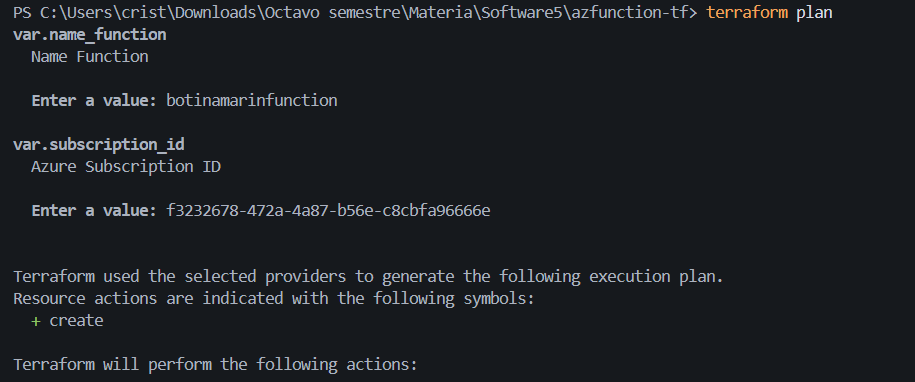 PS C:\Users\crist\Downloads\Octavo semestre\Materia\Software5\azfunction-tf> terraform plan
var.name_function
  Name Function

  Enter a value: botinamarinfunction

var.subscription_id
  Azure Subscription ID

  Enter a value: f3232678-472a-4a87-b56e-c8cbfa96666e


Terraform used the selected providers to generate the following execution plan.
Resource actions are indicated with the following symbols:
  + create

Terraform will perform the following actions: